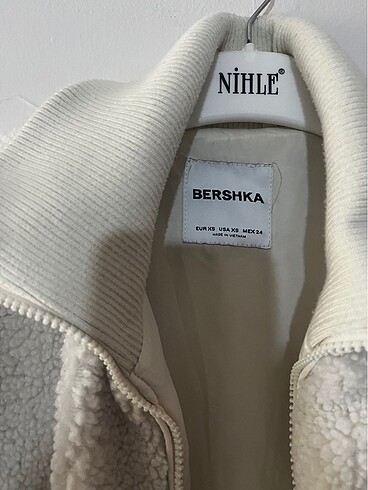 NİHLE®
BERSHKA
EUR XS USA XS MEX 24
MADE IN VIETNAM